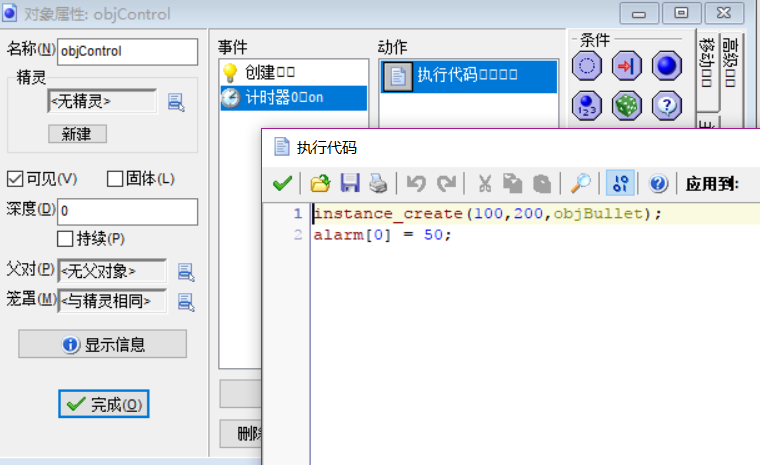 对象属性: objControl
名称(N)
objControl
精灵
<无精灵>
新建
可见(V)
固体(L)
深度(D)
0
持续(P)
父对(P)
<无父对象>
笼罩(M)
<与精灵相同>
显示信息
完成(O)
事件
创建
计时器0 on
删除
动作
执行代码
条件
移动
高级
执行代码
应用到:
1 instance_create(100,200,objBullet);
2 alarm[0] = 50;